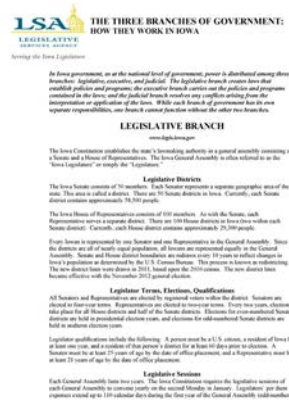 LSA
LEGISLATIVE
SERVICES AGENCY
Serving the Iowa Legislature
THE THREE BRANCHES OF GOVERNMENT:
HOW THEY WORK IN IOWA
In Iowa government, as at the national level of government, power is distributed among three
branches: legislative, executive, and judicial. The legislative branch creates laws that
establish policies and programs; the executive branch carries out the policies and programs
contained in the laws; and the judicial branch resolves any conflicts arising from the
interpretation or application of the laws. While each branch of government has its own
separate responsibilities, one branch cannot function without the other two branches.
LEGISLATIVE BRANCH
www.legis.iowa.gov
The Iowa Constitution establishes the state's lawmaking authority in a general assembly consisting o
a Senate and a House of Representatives. The Iowa General Assembly is often referred to as the
"Iowa Legislature" or simply the "Legislature."
Legislative Districts
The Iowa Senate consists of 50 members. Each Senator represents a separate geographic area of the
state. This area is called a district. There are 50 Senate districts in Iowa. Currently, each Senate
district contains approximately 58,500 people.
The Iowa House of Representatives consists of 100 members. As with the Senate, each
Representative serves a separate district. There are 100 House districts in Iowa (two within each
Senate district). Currently, each House district contains approximately 29,300 people.
Every Iowan is represented by one Senator and one Representative in the General Assembly. Since
the districts are all of nearly equal population, all Iowans are represented equally in the General
Assembly. Senate and House district boundaries are redrawn every 10 years to reflect changes in
Iowa's population as determined by the U.S. Census Bureau. This process is known as redistricting.
The new district lines were drawn in 2011, based upon the 2010 census. The new district lines
became effective with the November 2012 general election.
Legislator Terms, Elections, Qualifications
All Senators and Representatives are elected by registered voters within the district. Senators are
elected to four-year terms. Representatives are elected to two-year terms. Every two years, elections
take place for all House districts and half of the Senate districts. Elections for even-numbered Senate
districts are held in presidential election years, and elections for odd-numbered Senate districts are
held in midterm election years.
Legislator qualifications include the following: A person must be a U.S. citizen, a resident of Iowa f
at least one year, and a resident of that person's district for at least 60 days prior to election. A
Senator must be at least 25 years of age by the date of office placement, and a Representative must b
at least 21 years of age by the date of office placement.
Legislative Sessions
Each General Assembly lasts two years. The Iowa Constitution requires the legislative sessions of
each General Assembly to convene yearly on the second Monday in January. Legislators' per diem
expenses extend up to 110 calendar days during the first year of the General Assembly (odd-number